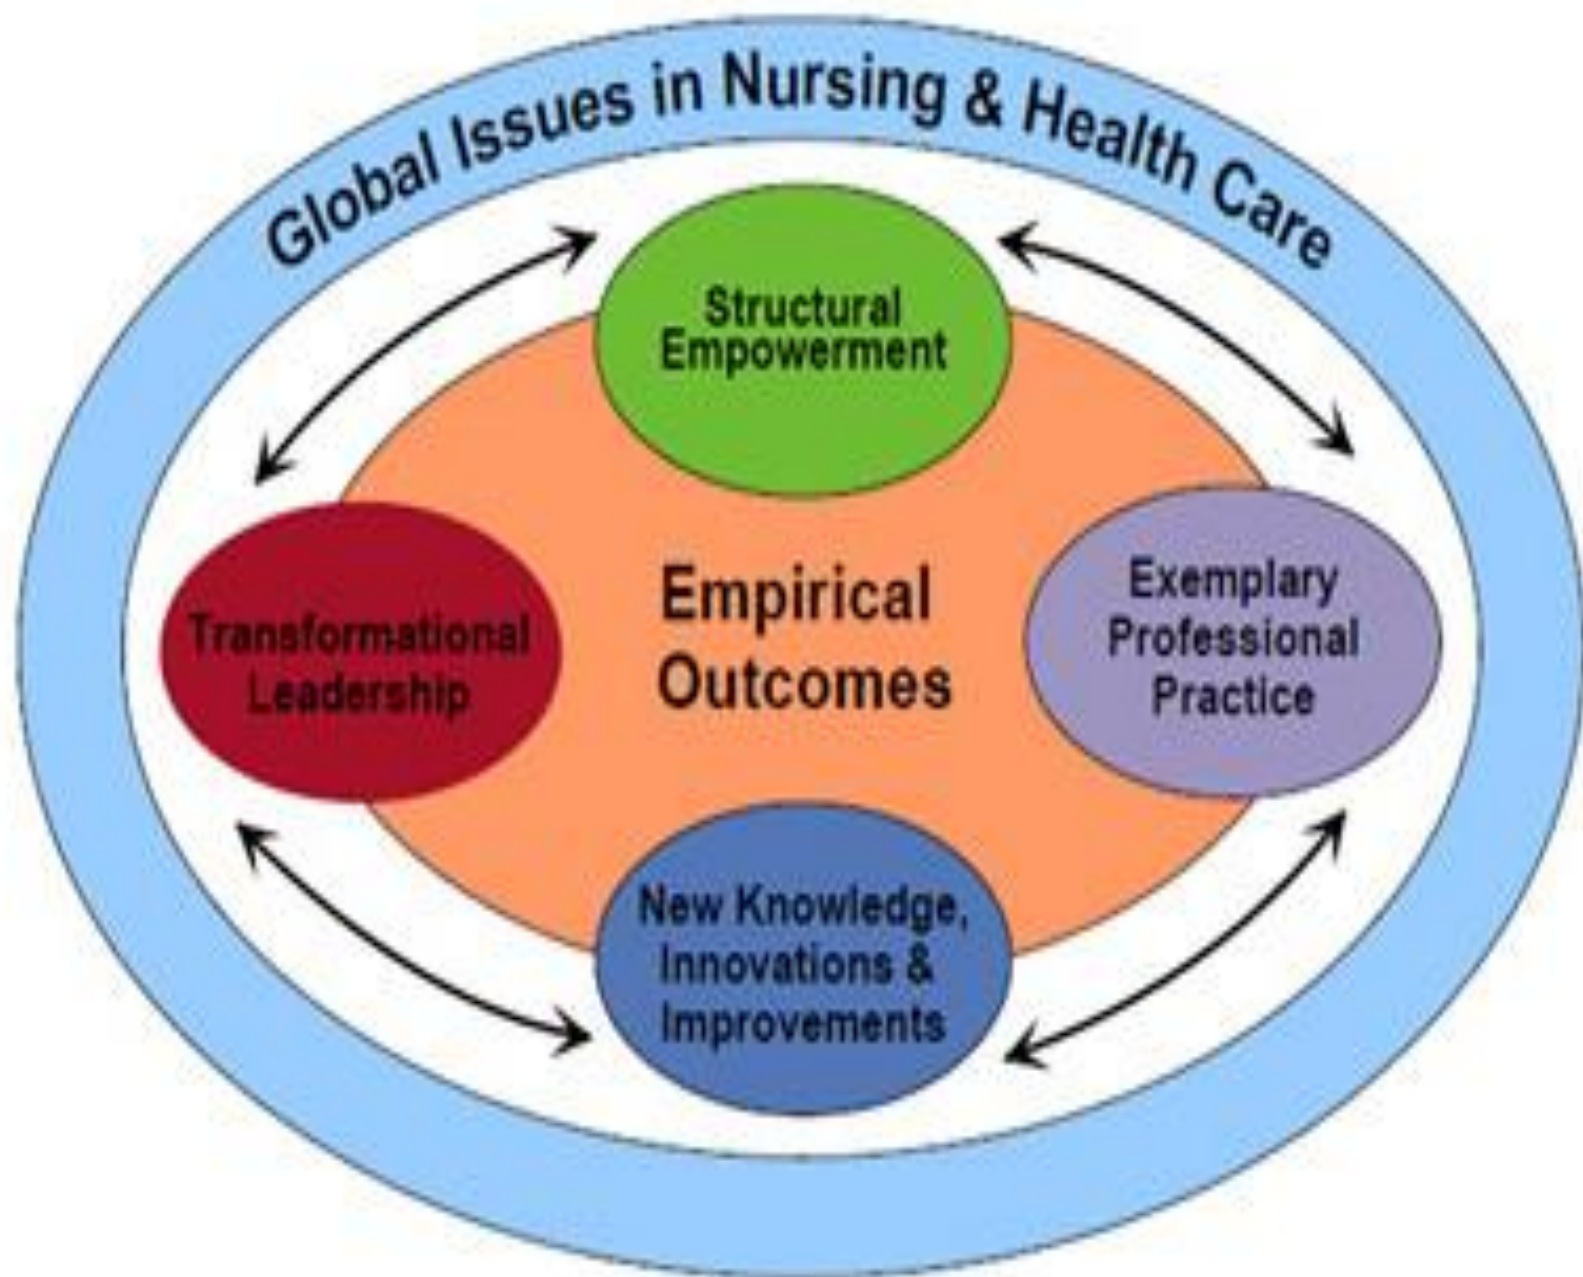 Global Issues in Nursing & Health Care
Structural
Empowerment
Transformational
Leadership
Empirical
Outcomes
Exemplary
Professional
Practice
New Knowledge,
Innovations &
Improvements